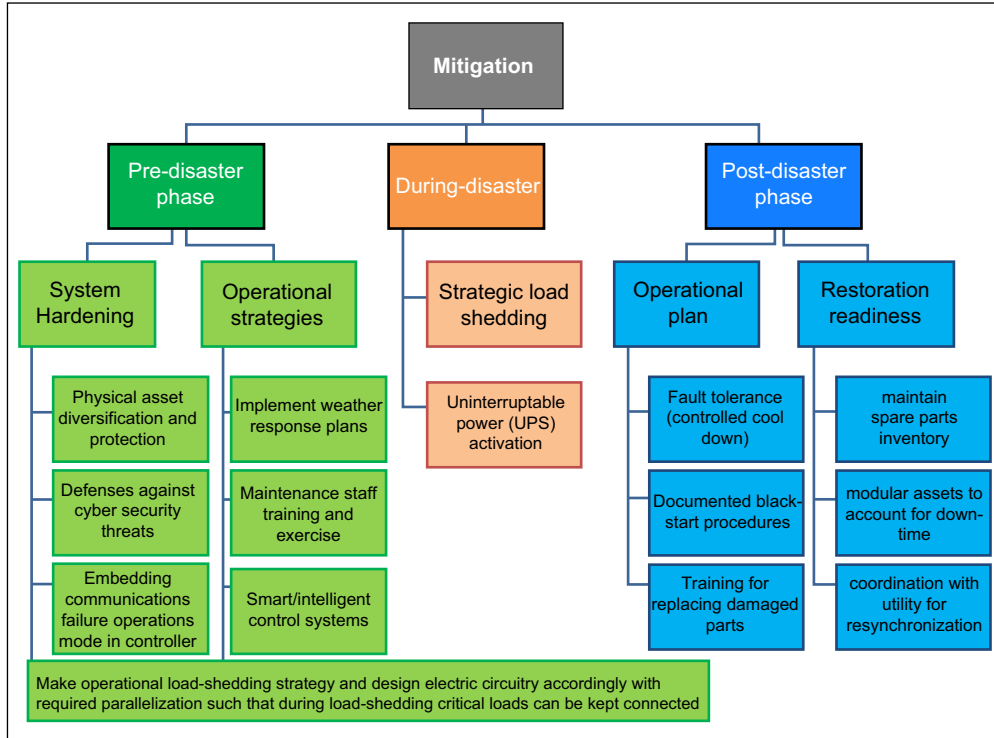 Mitigation
Pre-disaster
phase
During-disaster
Post-disaster
phase
System
Hardening
Operational
strategies
Strategic load
shedding
Operational
plan
Restoration
readiness
Physical asset
diversification and
protection
Implement weather
response plans
Uninterruptable
power (UPS)
activation
Fault tolerance
(controlled cool
down)
maintain
spare parts
inventory
Defenses against
cyber security
threats
Maintenance staff
training and
exercise
Documented black-
start procedures
modular assets to
account for down-
time
Embedding
communications
failure operations
mode in controller
Smart/intelligent
control systems
Training for
replacing damaged
parts
coordination with
utility for
resynchronization
Make operational load-shedding strategy and design electric circuitry accordingly with
required parallelization such that during load-shedding critical loads can be kept connected